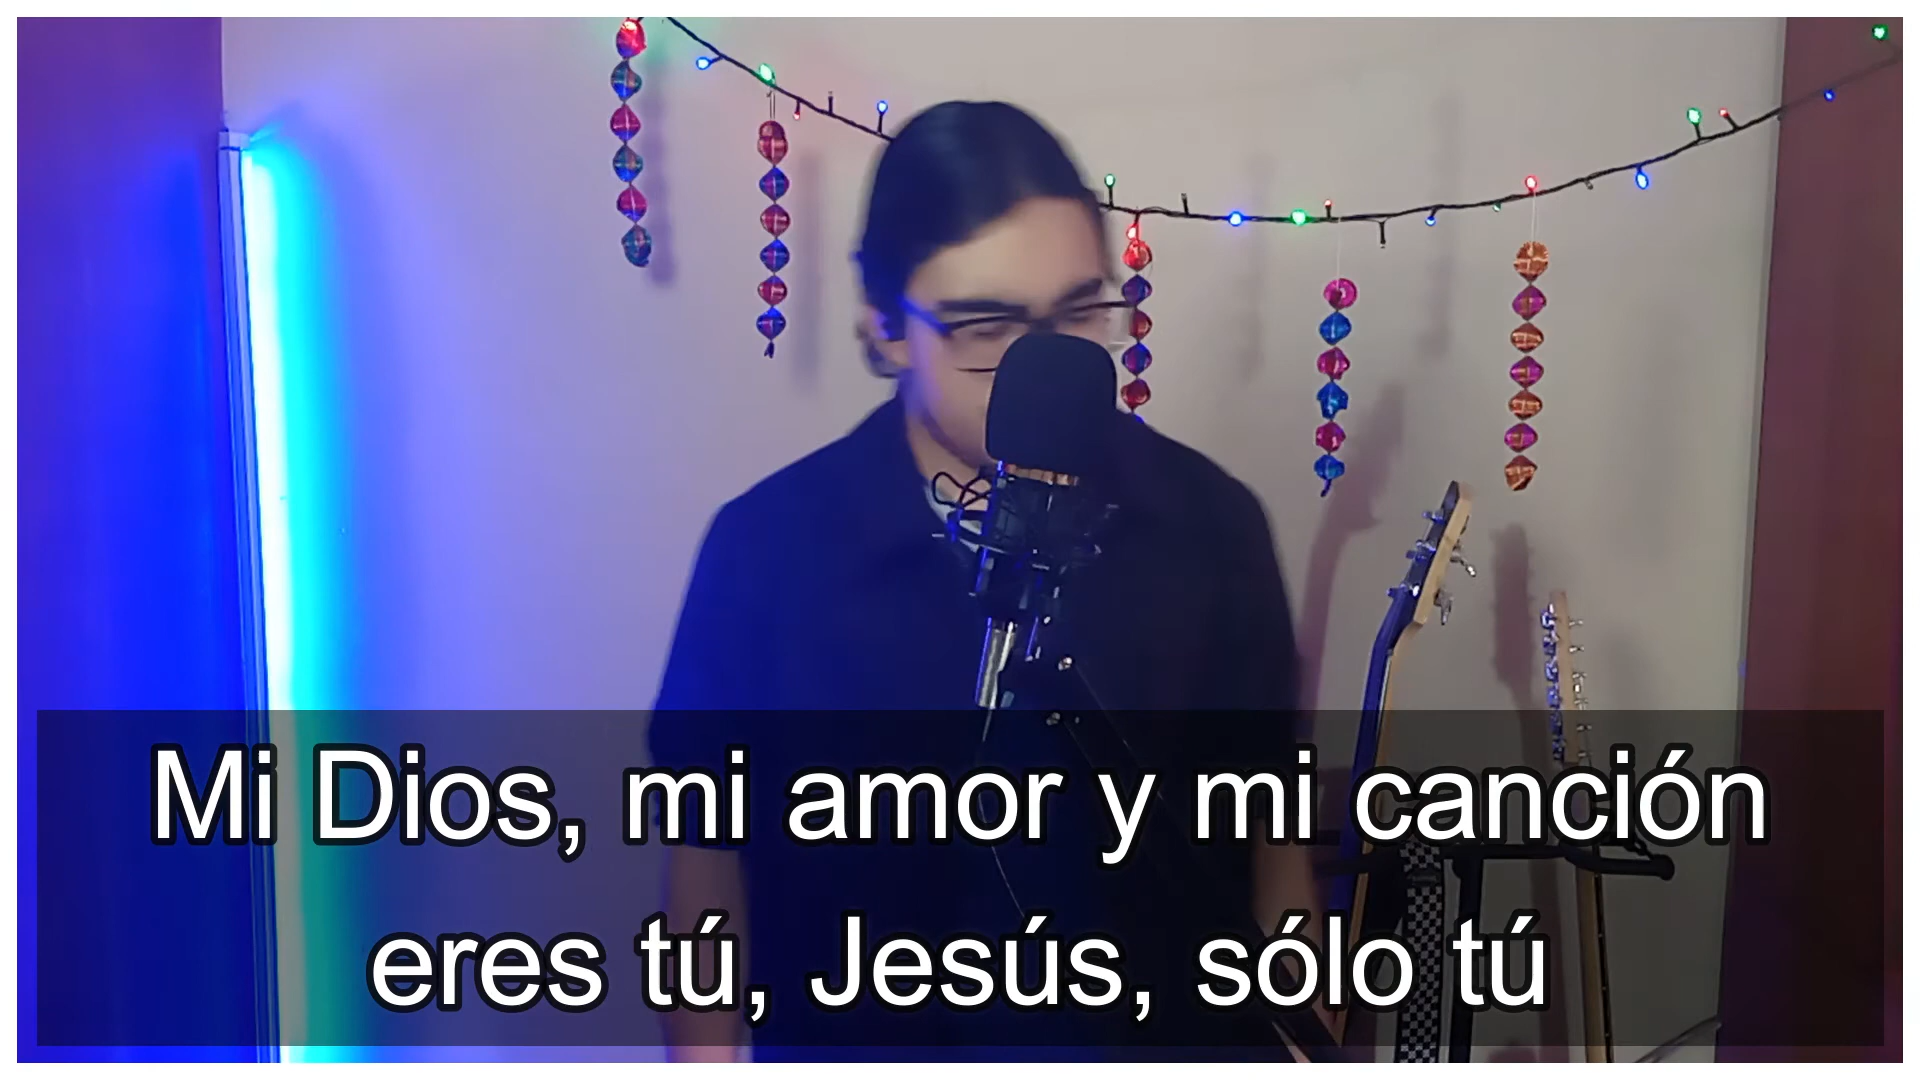 Mi Dios, mi amor y mi canción
eres tú, Jesús, sólo tú